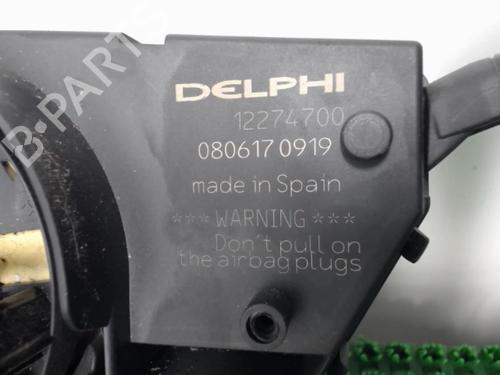 DELPHI
12274700
080617 0919
made in Spain
*** WARNING ***
Don't pull on
the airbag plugs
B-PARTS